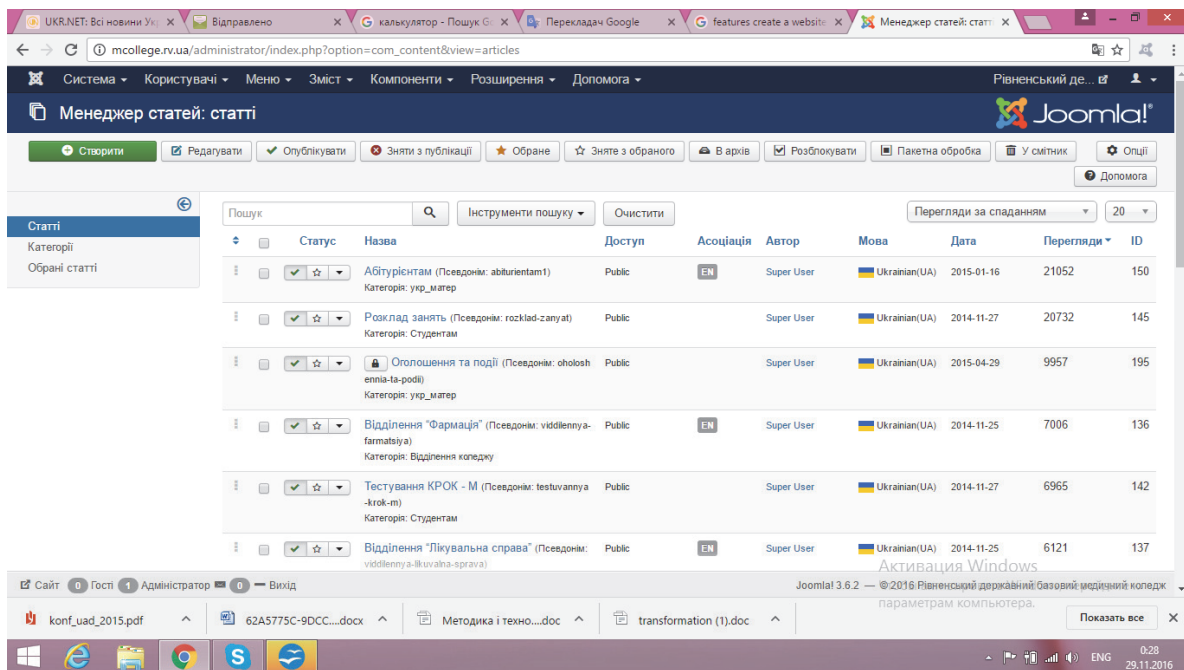 UKR.NET: Всі новини Укр
Відправлено
калькулятор - Пошук G
Перекладач Google
features create a website
Менеджер статей: статт
mcollege.rv.ua/administrator/index.php?option=com_content&view=articles
Система Користувачі Меню Зміст Компоненти Розширення Допомога Рівненський де...
Менеджер статей: статті Joomla!®
Створити Редагувати Опублікувати Зняти з публікації Обране Зняте з обраного В архів Розблокувати Пакетна обробка У смітник Опції
Допомога
Пошук Інструменти пошуку Очистити Перегляди за спаданням 20
Статті
Категорії
Обрані статті
Статус Назва Доступ Асоціація Автор Мова Дата Перегляди ID
Абітурієнтам (Псевдонім: abiturientam1) Public EN Super User Ukrainian(UA) 2015-01-16 21052 150
Категорія: укр_матер
Розклад занять (Псевдонім: rozklad-zanyat) Public Super User Ukrainian(UA) 2014-11-27 20732 145
Категорія: Студентам
Оголошення та події (Псевдонім: oholosh Public Super User Ukrainian(UA) 2015-04-29 9957 195
ennia-ta-podii)
Категорія: укр_матер
Відділення "Фармація" (Псевдонім: viddilennya- Public EN Super User Ukrainian(UA) 2014-11-25 7006 136
farmatsiya)
Категорія: Відділення коледжу
Тестування КРОК - М (Псевдонім: testuvannya Public Super User Ukrainian(UA) 2014-11-27 6965 142
-krok-m)
Категорія: Студентам
Відділення "Лікувальна справа" (Псевдонім: Public EN Super User Ukrainian(UA) 2014-11-25 6121 137
viddilennya-likuvalna-sprava)
Активация Windows
Сайт 0 Гості 1 Адміністратор 0 Вихід Joomla! 3.6.2 — © 2016 Рівненський державний базовий медичний коледж
параметрам компьютера.
konf_uad_2015.pdf 62A5775C-9DCC....docx Методика і техно....doc transformation (1).doc Показать все
ENG 0:28
29.11.2016